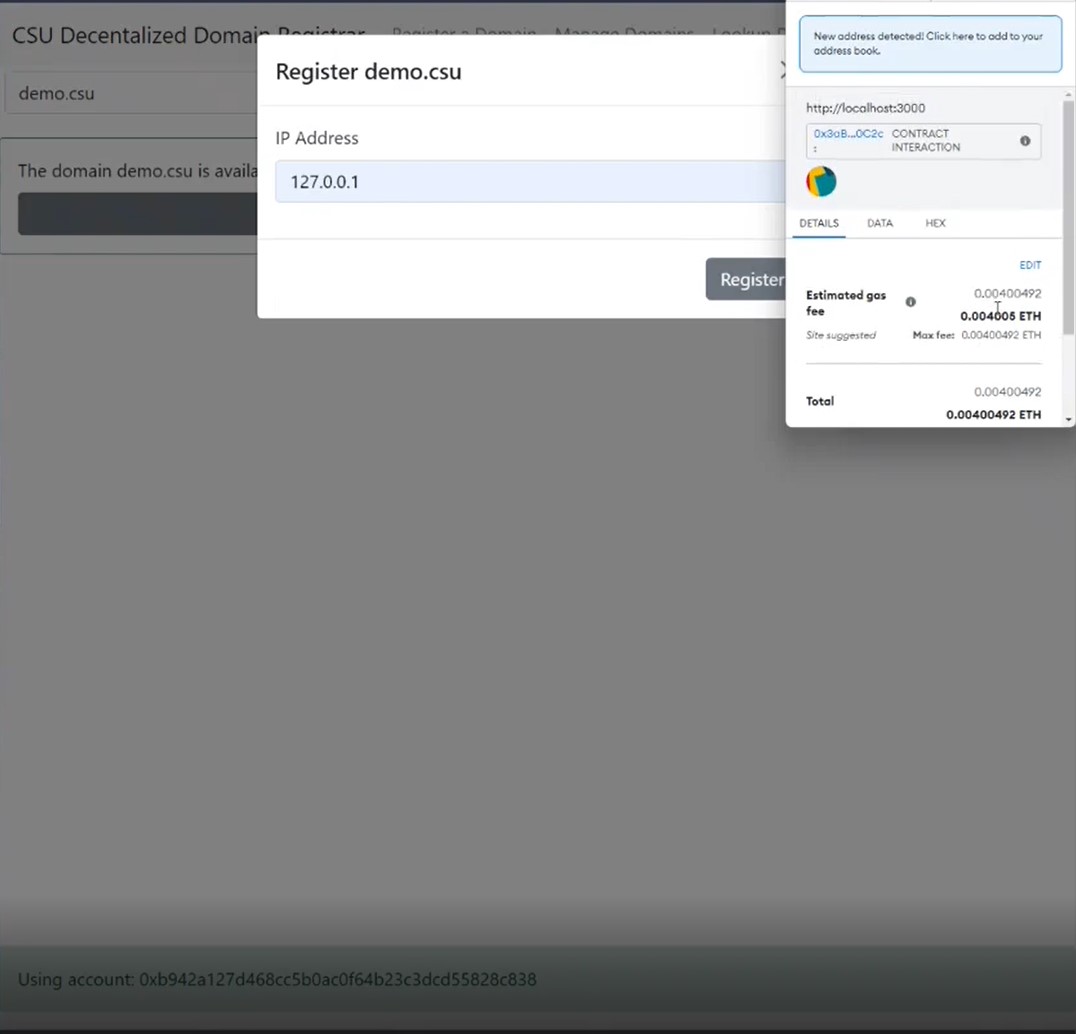 CSU Decentalized Domain Registrar Register a Domain Manage Domains Lookup
demo.csu
The domain demo.csu is availa
Register demo.csu
IP Address
127.0.0.1
Register
New address detected! Click here to add to your
address book.
http://localhost:3000
0x3aB...0C2c
:
CONTRACT
INTERACTION
DETAILS DATA HEX
EDIT
Estimated gas
fee
0.00400492
0.004005 ETH
Site suggested
Max fee: 0.00400492 ETH
Total
0.00400492
0.00400492 ETH
Using account: 0xb942a127d468cc5b0ac0f64b23c3dcd55828c838